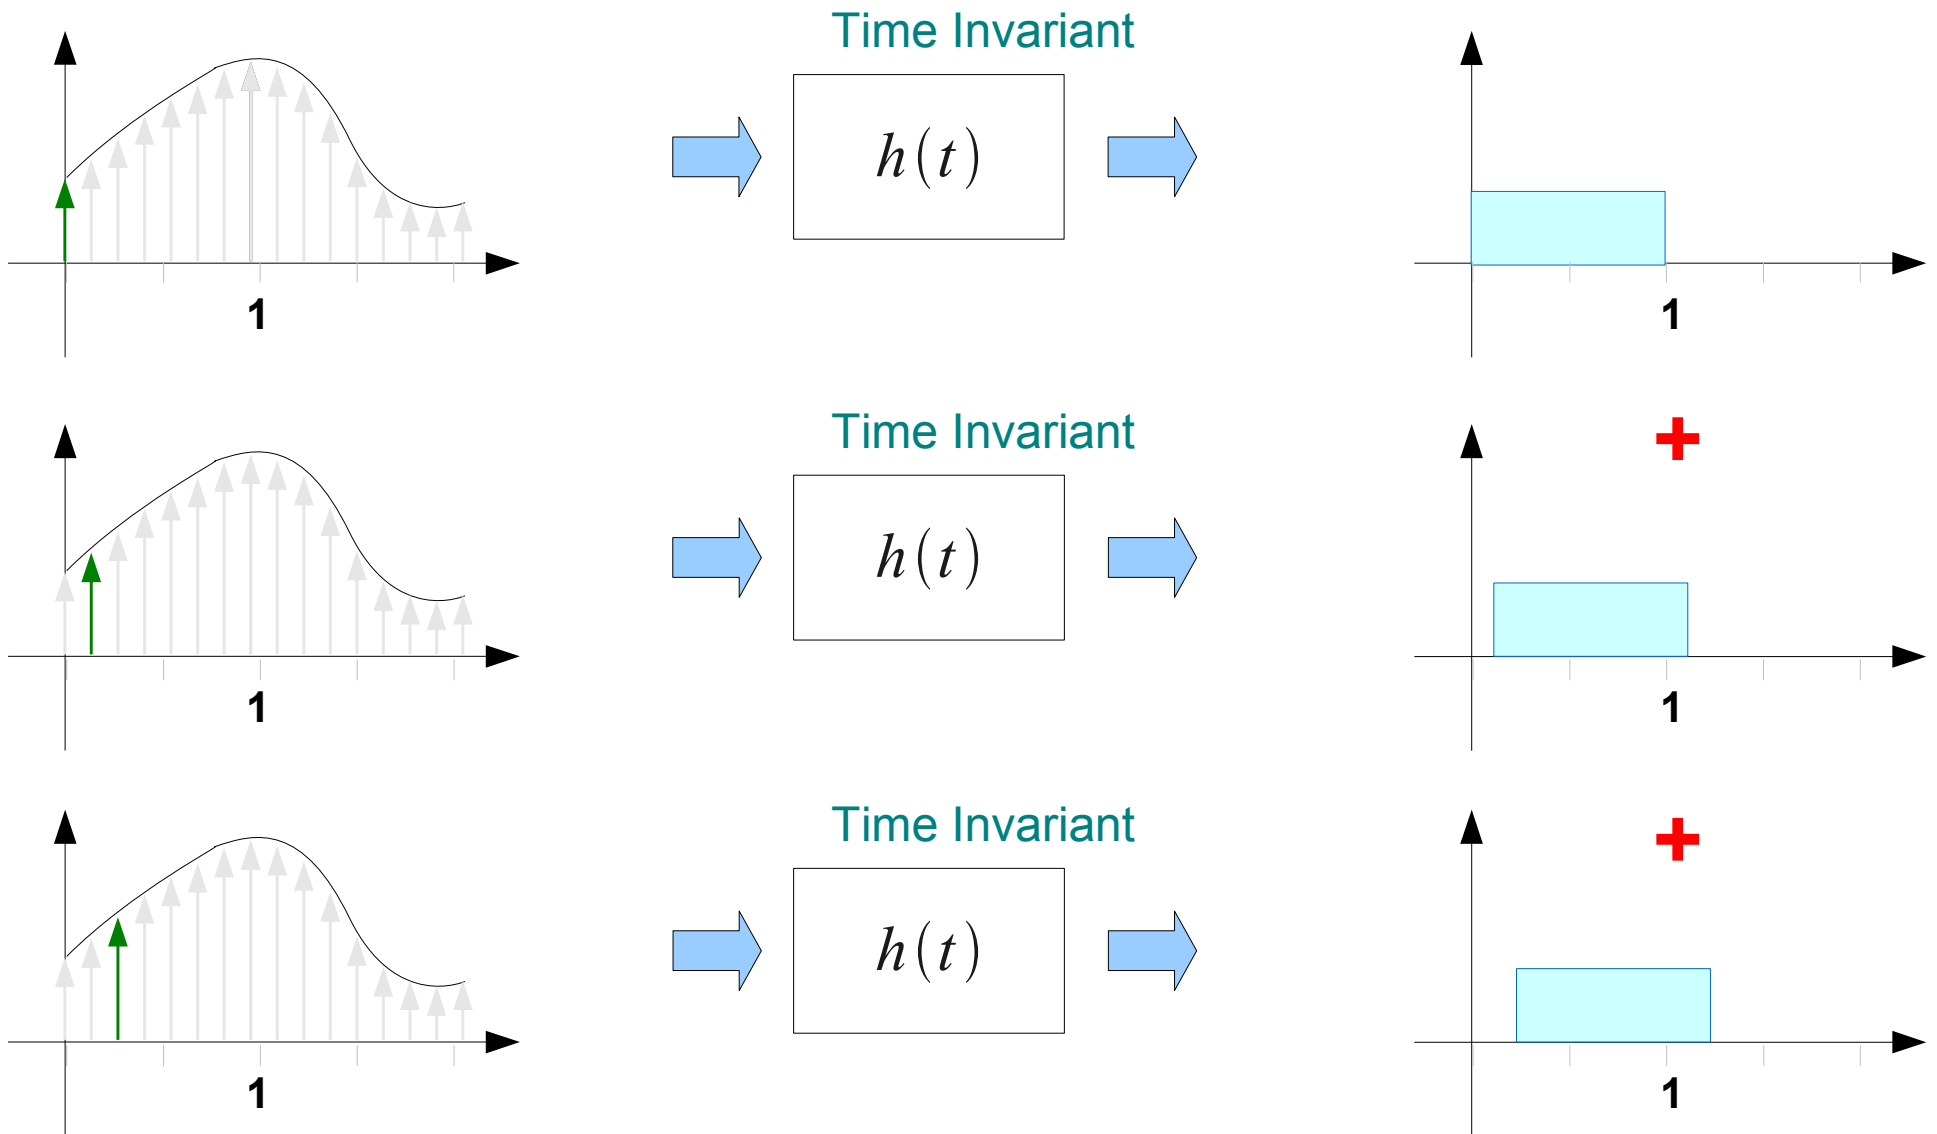 Time Invariant
h(t)
1
1
Time Invariant
+
h(t)
1
1
Time Invariant
+
h(t)
1
1